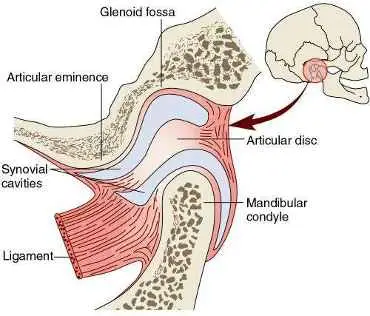 Glenoid fossa
Articular eminence
Articular disc
Synovial
cavities
Mandibular
condyle
Ligament